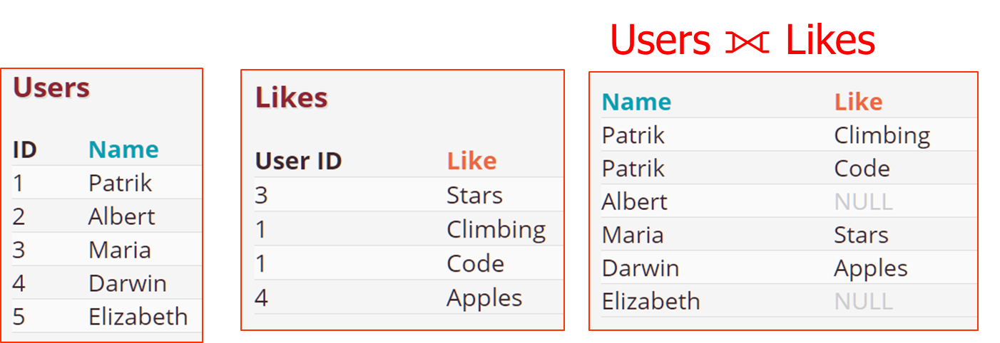 Users ⟗ Likes
Users
ID Name
1 Patrik
2 Albert
3 Maria
4 Darwin
5 Elizabeth
Likes
User ID Like
3 Stars
1 Climbing
1 Code
4 Apples
Name Like
Patrik Climbing
Patrik Code
Albert NULL
Maria Stars
Darwin Apples
Elizabeth NULL